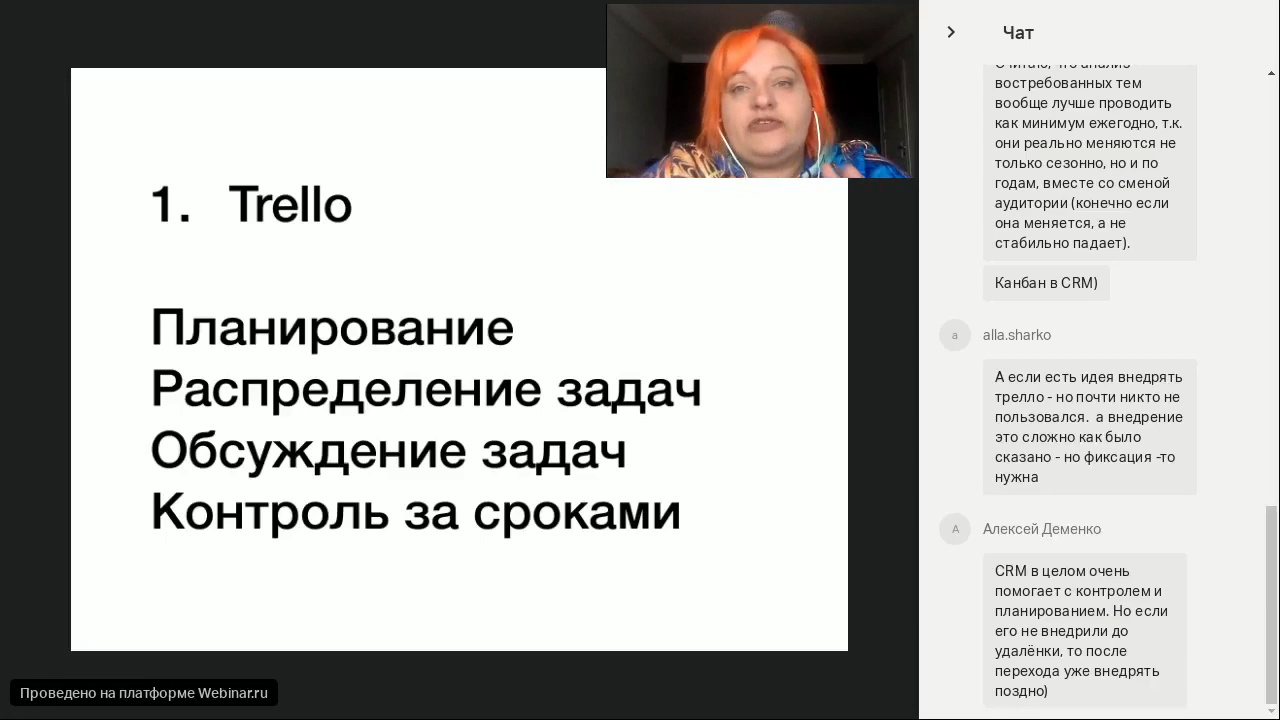 1. Trello
Планирование
Распределение задач
Обсуждение задач
Контроль за сроками
Проведено на платформе Webinar.ru
Чат
Считаю, что анализ
востребованных тем
вообще лучше проводить
как минимум ежегодно, т.к.
они реально меняются не
только сезонно, но и по
годам, вместе со сменой
аудитории (конечно если
она меняется, а не
стабильно падает).
Канбан в CRM)
a
alla.sharko
А если есть идея внедрять
трелло - но почти никто не
пользовался. а внедрение
это сложно как было
сказано - но фиксация -то
нужна
А
Алексей Деменко
CRM в целом очень
помогает с контролем и
планированием. Но если
его не внедрили до
удалёнки, то после
перехода уже внедрять
поздно)